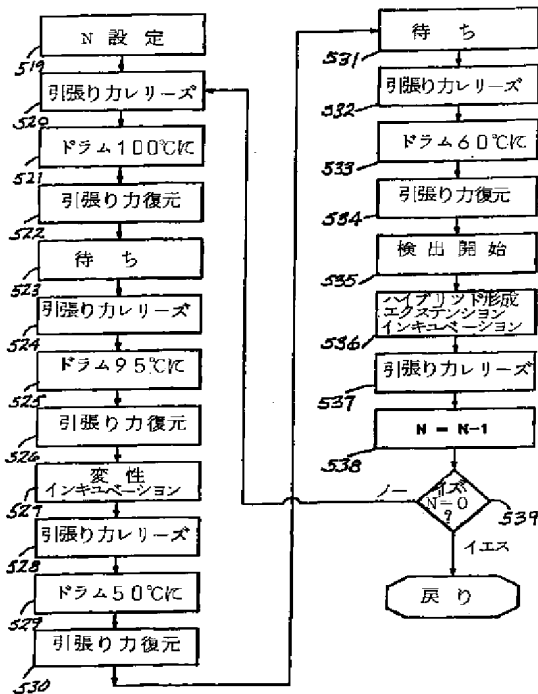 N 設定
519
引張り力レリーズ
520
ドラム100℃に
521
引張り力復元
522
待ち
523
引張り力レリーズ
524
ドラム95℃に
525
引張り力復元
526
変性
インキュベーション
527
引張り力レリーズ
528
ドラム50℃に
529
引張り力復元
530
待ち
531
引張り力レリーズ
532
ドラム60℃に
533
引張り力復元
534
検出開始
535
ハイブリッド形成
エクステンション
インキュベーション
536
引張り力レリーズ
537
N = N-1
538
イズ
N=0
?
539
ノー
イエス
戻り